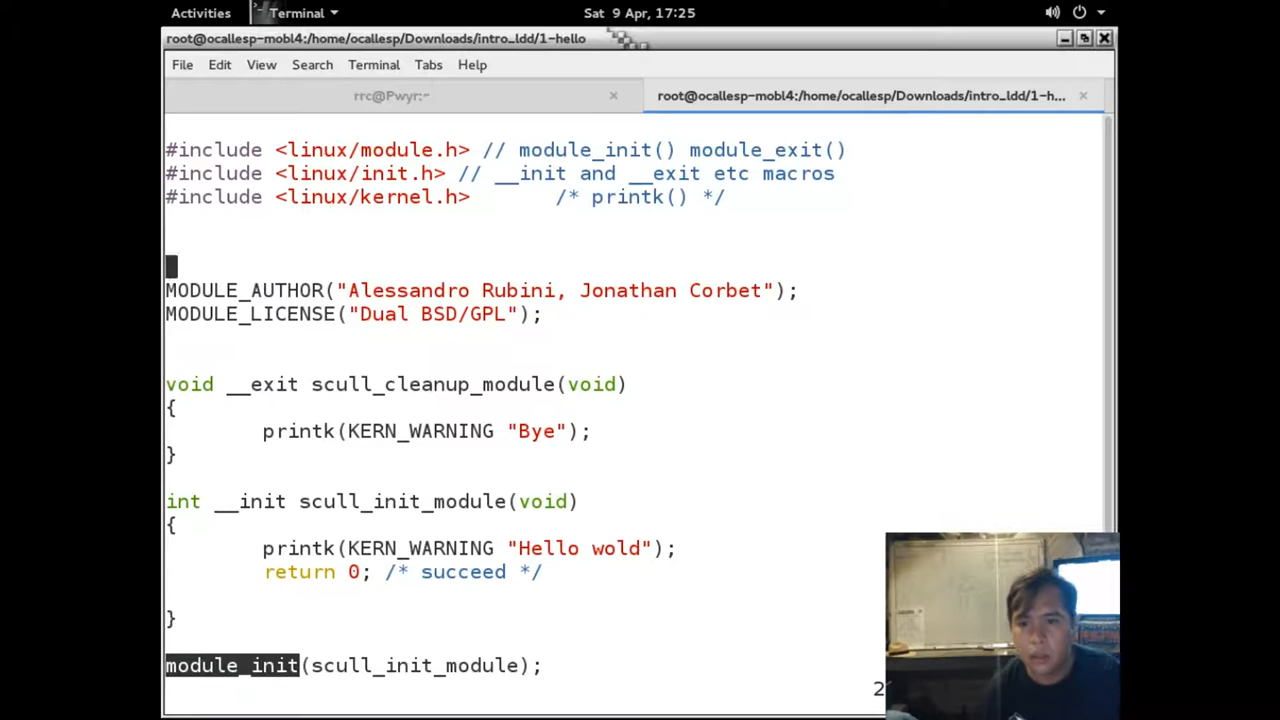 Activities Terminal Sat 9 Apr, 17:25
root@ocallesp-mobl4:/home/ocallesp/Downloads/intro_ldd/1-hello
File Edit View Search Terminal Tabs Help
rrc@Pwyr:~ × root@ocallesp-mobl4:/home/ocallesp/Downloads/intro_ldd/1-h... ×
#include <linux/module.h> // module_init() module_exit()
#include <linux/init.h> // __init and __exit etc macros
#include <linux/kernel.h> /* printk() */
MODULE_AUTHOR("Alessandro Rubini, Jonathan Corbet");
MODULE_LICENSE("Dual BSD/GPL");
void __exit scull_cleanup_module(void)
{
printk(KERN_WARNING "Bye");
}
int __init scull_init_module(void)
{
printk(KERN_WARNING "Hello wold");
return 0; /* succeed */
}
module_init(scull_init_module);